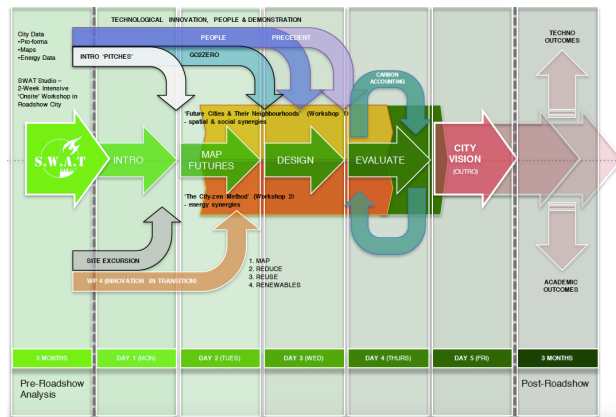 TECHNOLOGICAL INNOVATION, PEOPLE & DEMONSTRATION
City Data
- Pro-forma
- Maps
- Energy Data
SWAT Studio –
2-Week Intensive
'Onsite' Workshop in
Roadshow City
PEOPLE
PRECEDENT
INTRO 'PITCHES'
GO2ZERO
CARBON
ACCOUNTING
TECHNO
OUTCOMES
'Future Cities & Their Neighbourhoods' (Workshop 1)
- spatial & social synergies
S.W.A.T
INTRO
MAP
FUTURES
DESIGN
EVALUATE
CITY
VISION
(OUTRO)
'The City-zen Method' (Workshop 2)
- energy synergies
SITE EXCURSION
WP 4 (INNOVATION IN TRANSITION)
1. MAP
2. REDUCE
3. REUSE
4. RENEWABLES
ACADEMIC
OUTCOMES
3 MONTHS
DAY 1 (MON)
DAY 2 (TUES)
DAY 3 (WED)
DAY 4 (THURS)
DAY 5 (FRI)
3 MONTHS
Pre-Roadshow
Analysis
Post-Roadshow